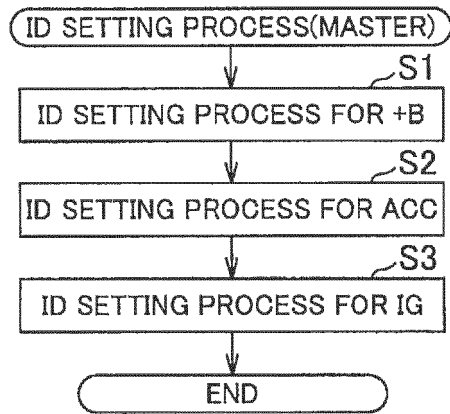 ID SETTING PROCESS(MASTER)
S1
ID SETTING PROCESS FOR +B
S2
ID SETTING PROCESS FOR ACC
S3
ID SETTING PROCESS FOR IG
END